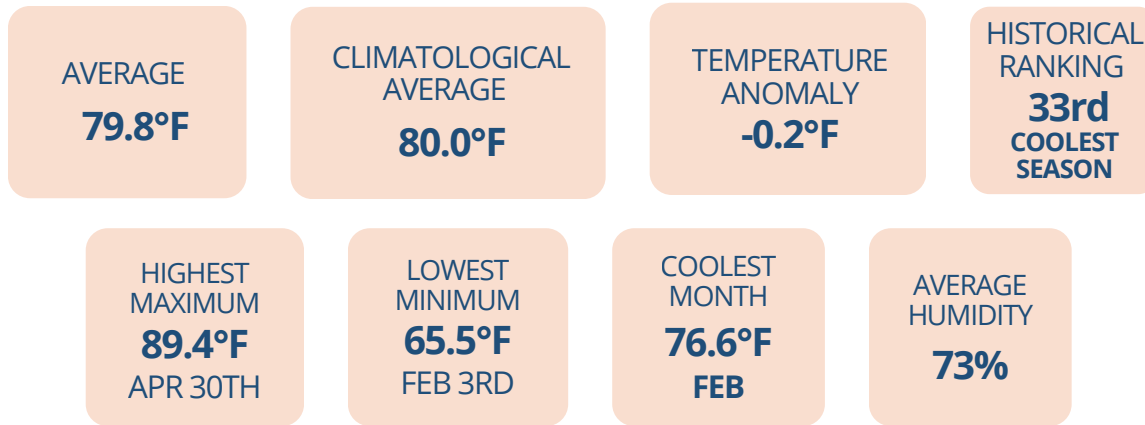 AVERAGE
79.8°F
CLIMATOLOGICAL
AVERAGE
80.0°F
TEMPERATURE
ANOMALY
-0.2°F
HISTORICAL
RANKING
33rd
COOLEST
SEASON
HIGHEST
MAXIMUM
89.4°F
APR 30TH
LOWEST
MINIMUM
65.5°F
FEB 3RD
COOLEST
MONTH
76.6°F
FEB
AVERAGE
HUMIDITY
73%